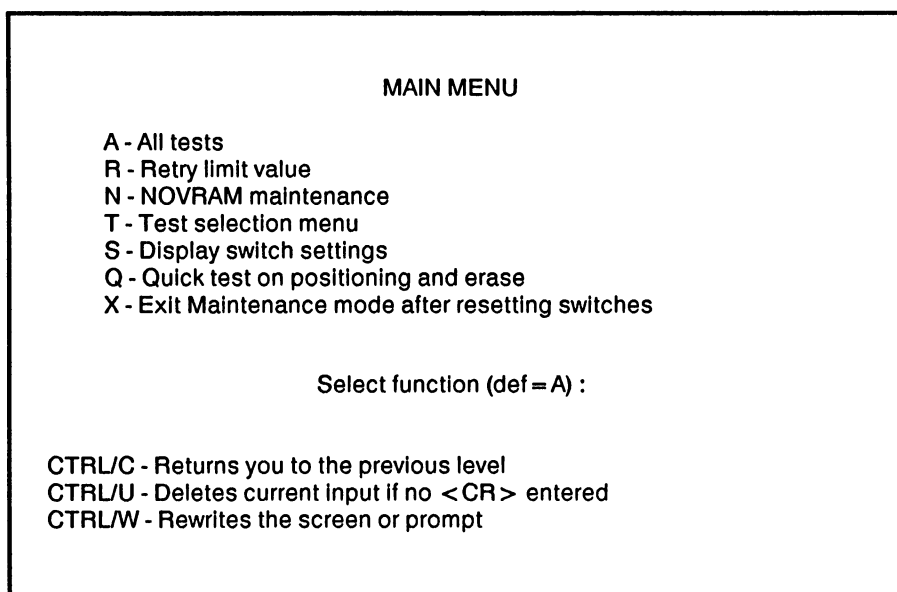 MAIN MENU
A - All tests
R - Retry limit value
N - NOVRAM maintenance
T - Test selection menu
S - Display switch settings
Q - Quick test on positioning and erase
X - Exit Maintenance mode after resetting switches
Select function (def = A) :
CTRL/C - Returns you to the previous level
CTRL/U - Deletes current input if no <CR> entered
CTRL/W - Rewrites the screen or prompt